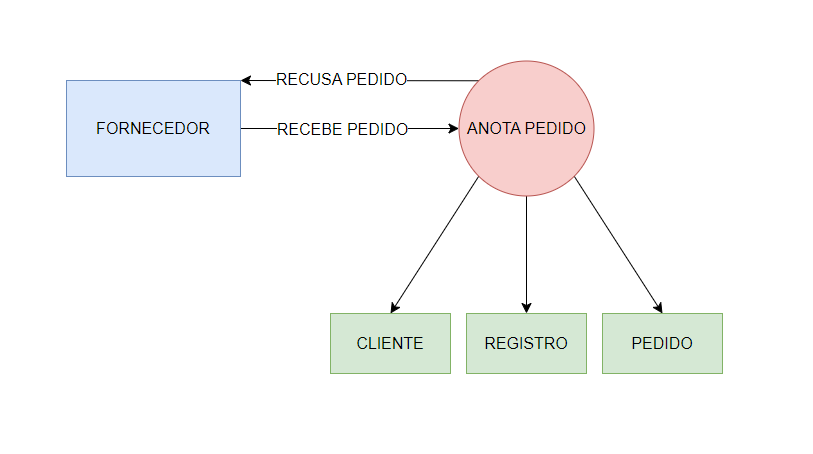 RECUSA PEDIDO
FORNECEDOR
RECEBE PEDIDO
ANOTA PEDIDO
CLIENTE
REGISTRO
PEDIDO